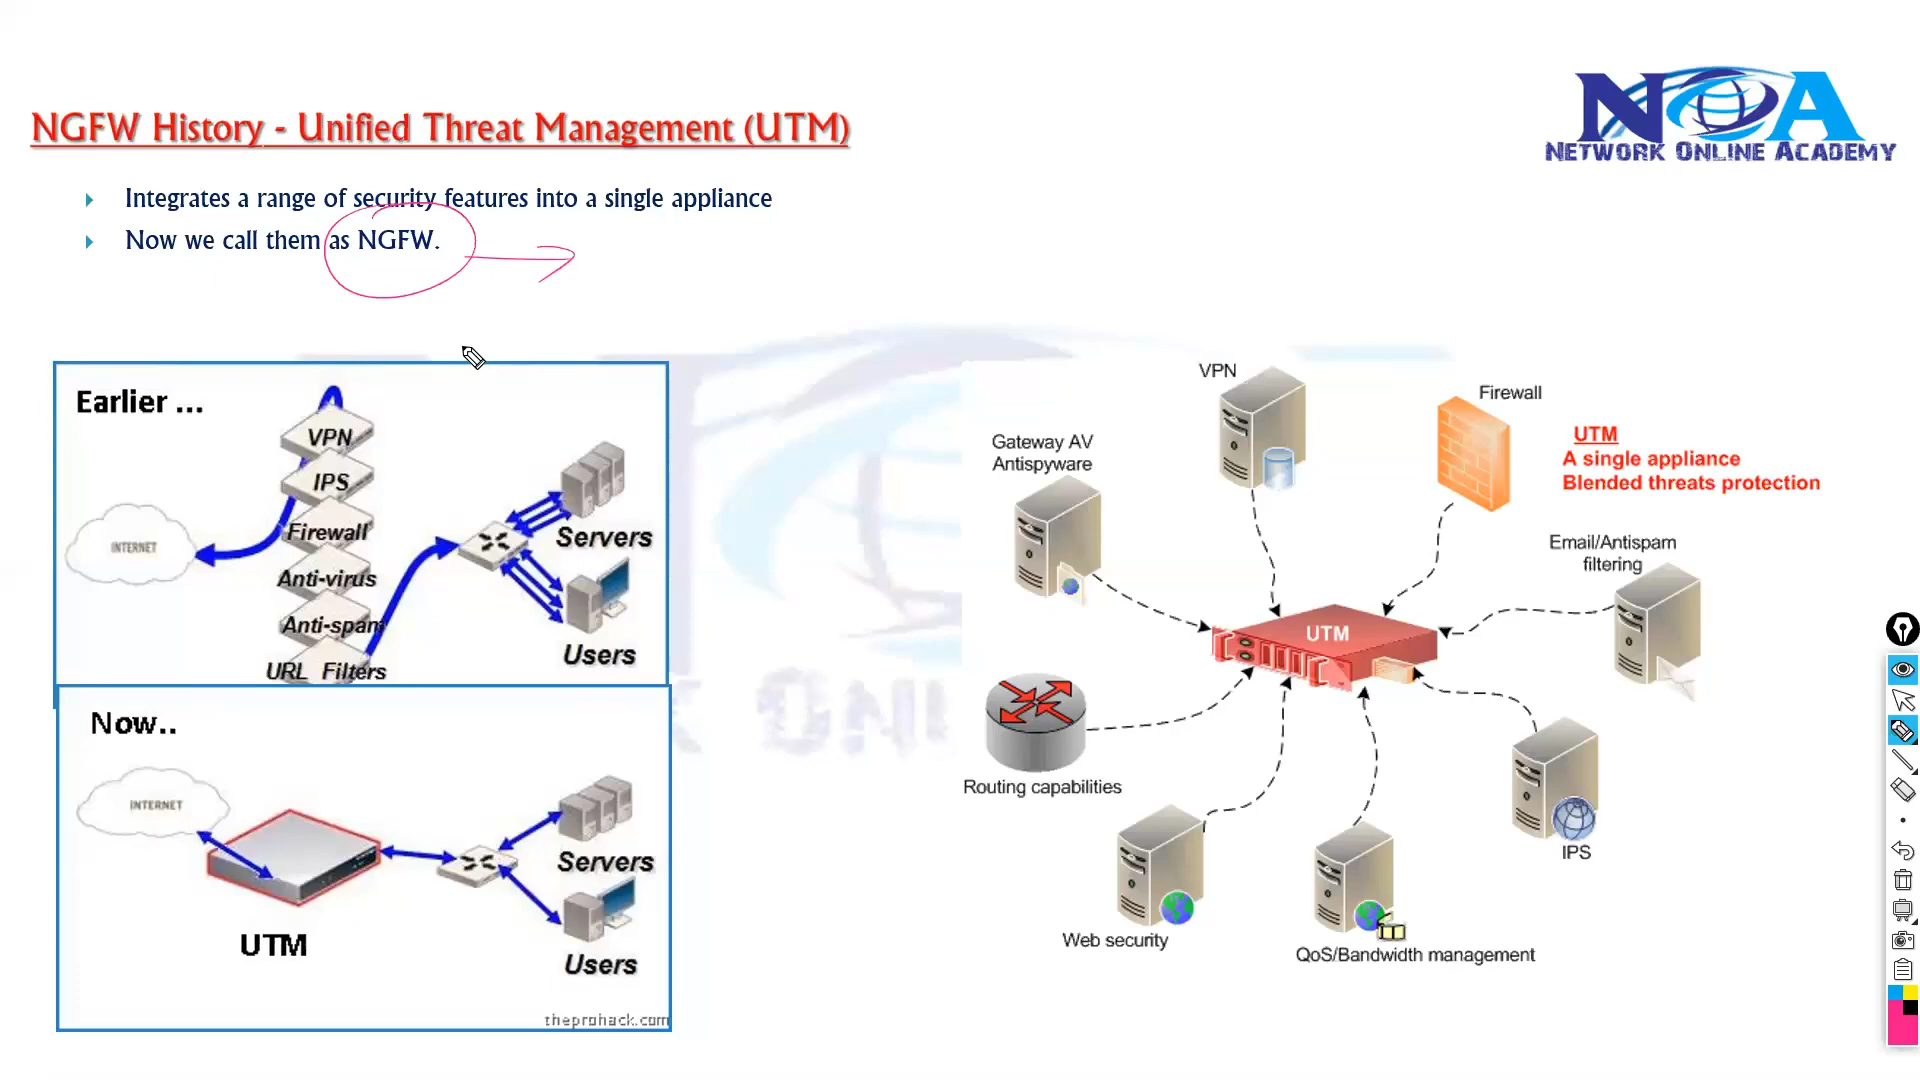 NOA
NETWORK ONLINE ACADEMY
NGFW History - Unified Threat Management (UTM)
Integrates a range of security features into a single appliance
Now we call them as NGFW.
Earlier ...
VPN
IPS
Firewall
Anti-virus
Anti-spam
URL Filters
INTERNET
Servers
Users
Now..
INTERNET
UTM
Servers
Users
theprohack.com
VPN
Firewall
Gateway AV
Antispyware
UTM
A single appliance
Blended threats protection
Email/Antispam
filtering
UTM
Routing capabilities
IPS
Web security
QoS/Bandwidth management